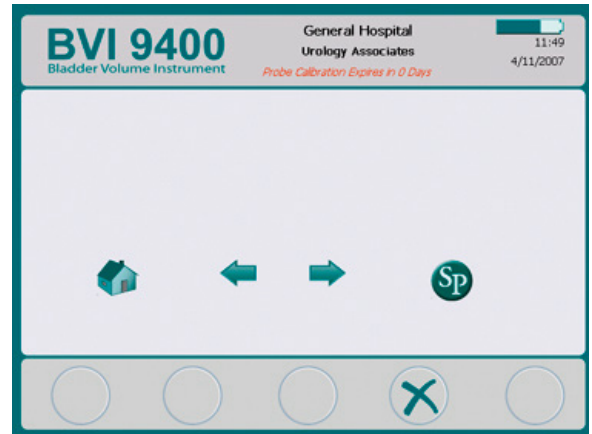 BVI 9400
Bladder Volume Instrument
General Hospital
Urology Associates
Probe Calibration Expires in 0 Days
11:49
4/11/2007
SP